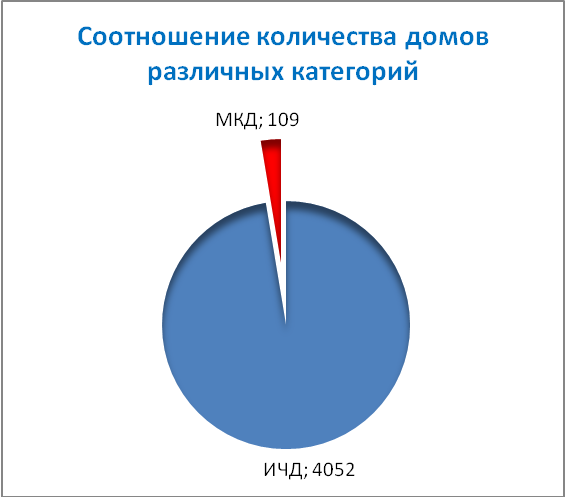 Соотношение количества домов
различных категорий
МКД; 109
ИЧД; 4052